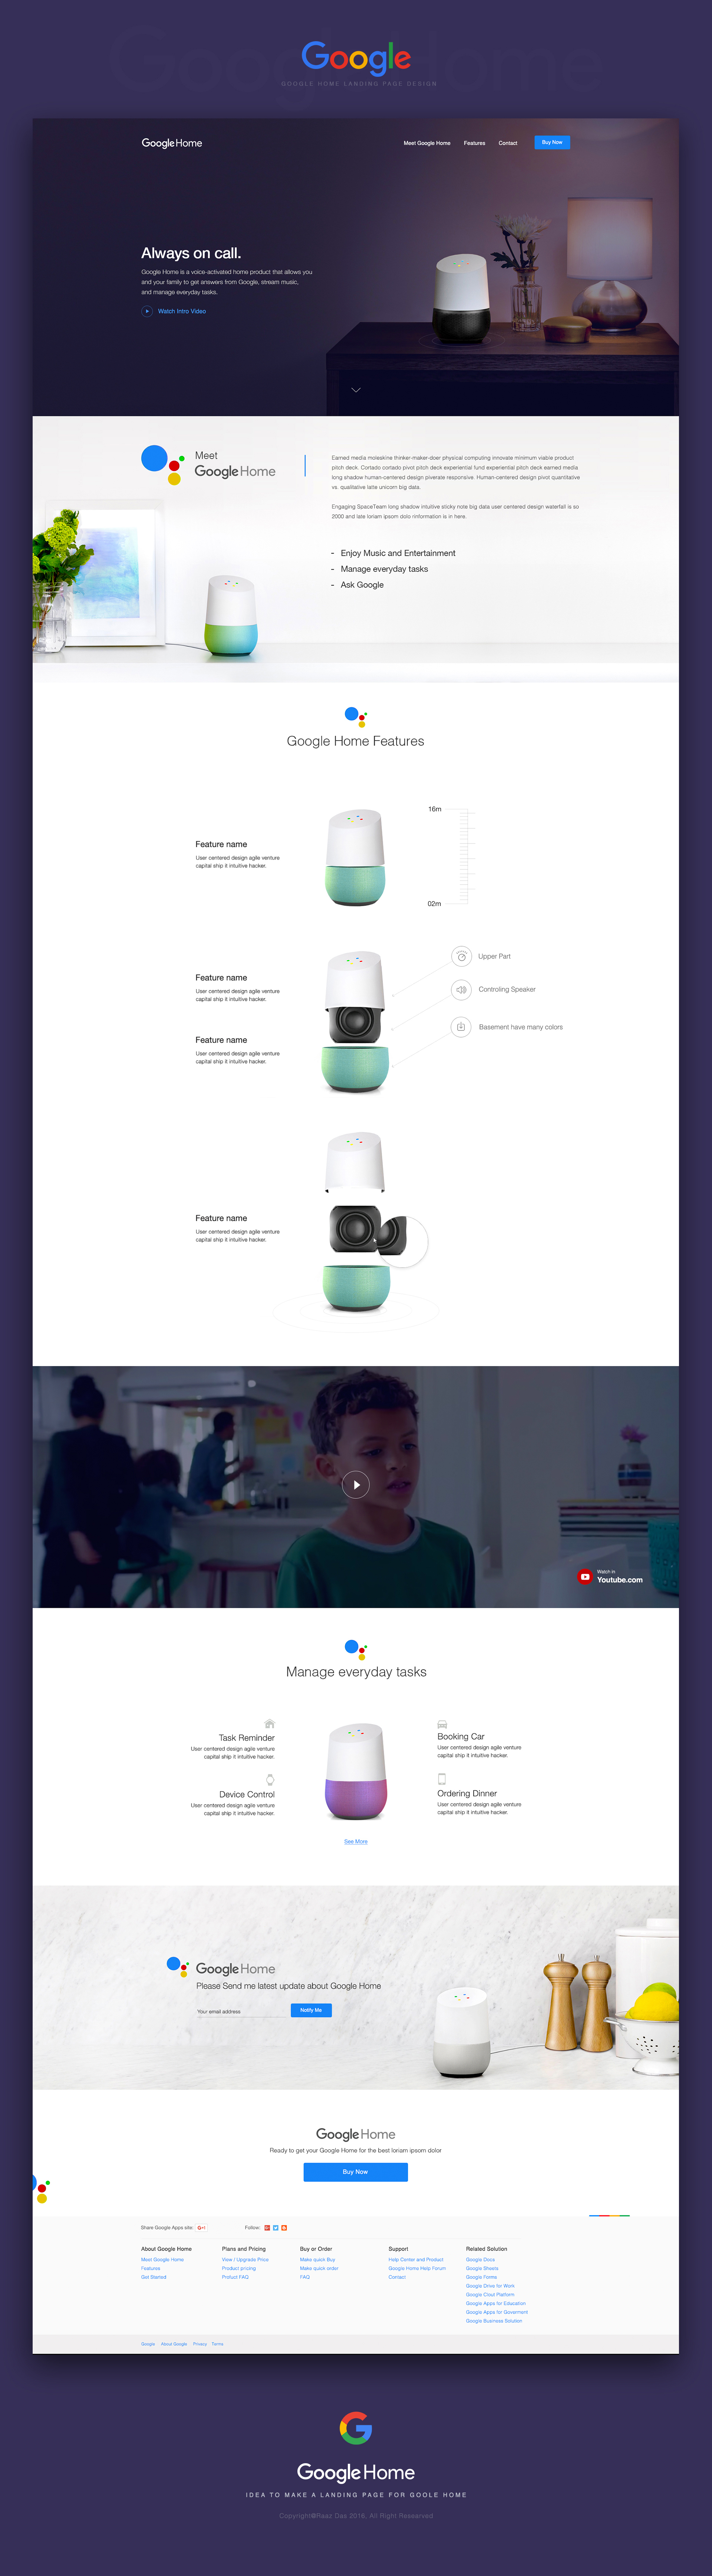 Google Home
Google
GOOGLE HOME LANDING PAGE DESIGN
Google Home
Meet Google Home
Features
Contact
Buy Now
Always on call.
Google Home is a voice-activated home product that allows you
and your family to get answers from Google, stream music,
and manage everyday tasks.
Watch Intro Video
Meet
Google Home
Earned media moleskine thinker-maker-doer physical computing innovate minimum viable product
pitch deck. Cortado cortado pivot pitch deck experiential fund experiential pitch deck earned media
long shadow human-centered design piverate responsive. Human-centered design pivot quantitative
vs. qualitative latte unicorn big data.
Engaging SpaceTeam long shadow intuitive sticky note big data user centered design waterfall is so
2000 and late loriam ipsom dolo rinformation is in here.
- Enjoy Music and Entertainment
- Manage everyday tasks
- Ask Google
Google Home Features
16m
Feature name
User centered design agile venture
capital ship it intuitive hacker.
02m
Upper Part
Feature name
User centered design agile venture
capital ship it intuitive hacker.
Controling Speaker
Basement have many colors
Feature name
User centered design agile venture
capital ship it intuitive hacker.
Feature name
User centered design agile venture
capital ship it intuitive hacker.
Watch in
Youtube.com
Manage everyday tasks
Task Reminder
User centered design agile venture
capital ship it intuitive hacker.
Booking Car
User centered design agile venture
capital ship it intuitive hacker.
Device Control
User centered design agile venture
capital ship it intuitive hacker.
Ordering Dinner
User centered design agile venture
capital ship it intuitive hacker.
See More
Google Home
Please Send me latest update about Google Home
Your email address
Notify Me
Google Home
Ready to get your Google Home for the best loriam ipsom dolor
Buy Now
Share Google Apps site:
G+1
Follow:
About Google Home
Meet Google Home
Features
Get Started
Plans and Pricing
View / Upgrade Price
Product pricing
Protuct FAQ
Buy or Order
Make quick Buy
Make quick order
FAQ
Support
Help Center and Product
Google Home Help Forum
Contact
Related Solution
Google Docs
Google Sheets
Google Forms
Google Drive for Work
Google Clout Platform
Google Apps for Education
Google Apps for Goverment
Google Business Solution
Google
About Google
Privacy
Terms
G
Google Home
IDEA TO MAKE A LANDING PAGE FOR GOOLE HOME
Copyright@Raaz Das 2016. All Right Researved